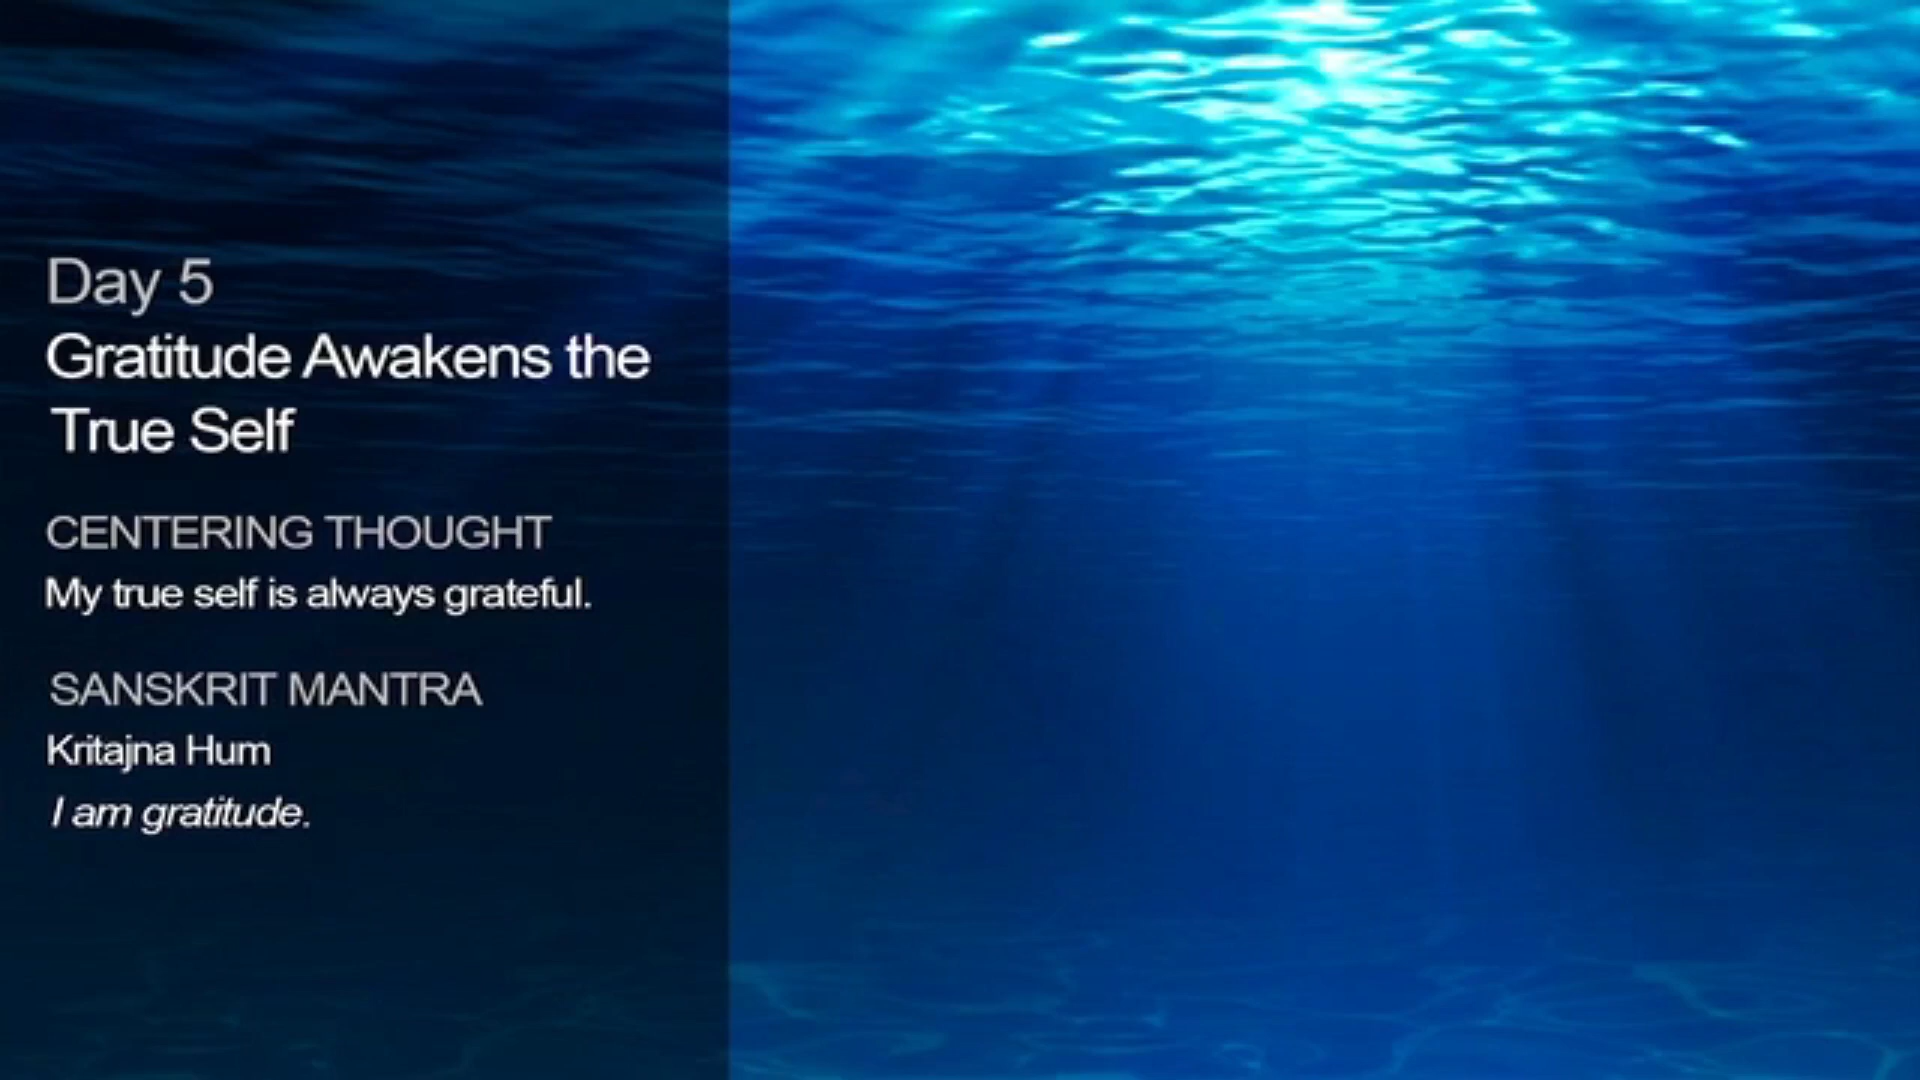 Day 5
Gratitude Awakens the
True Self
CENTERING THOUGHT
My true self is always grateful.
SANSKRIT MANTRA
Kritajna Hum
I am gratitude.